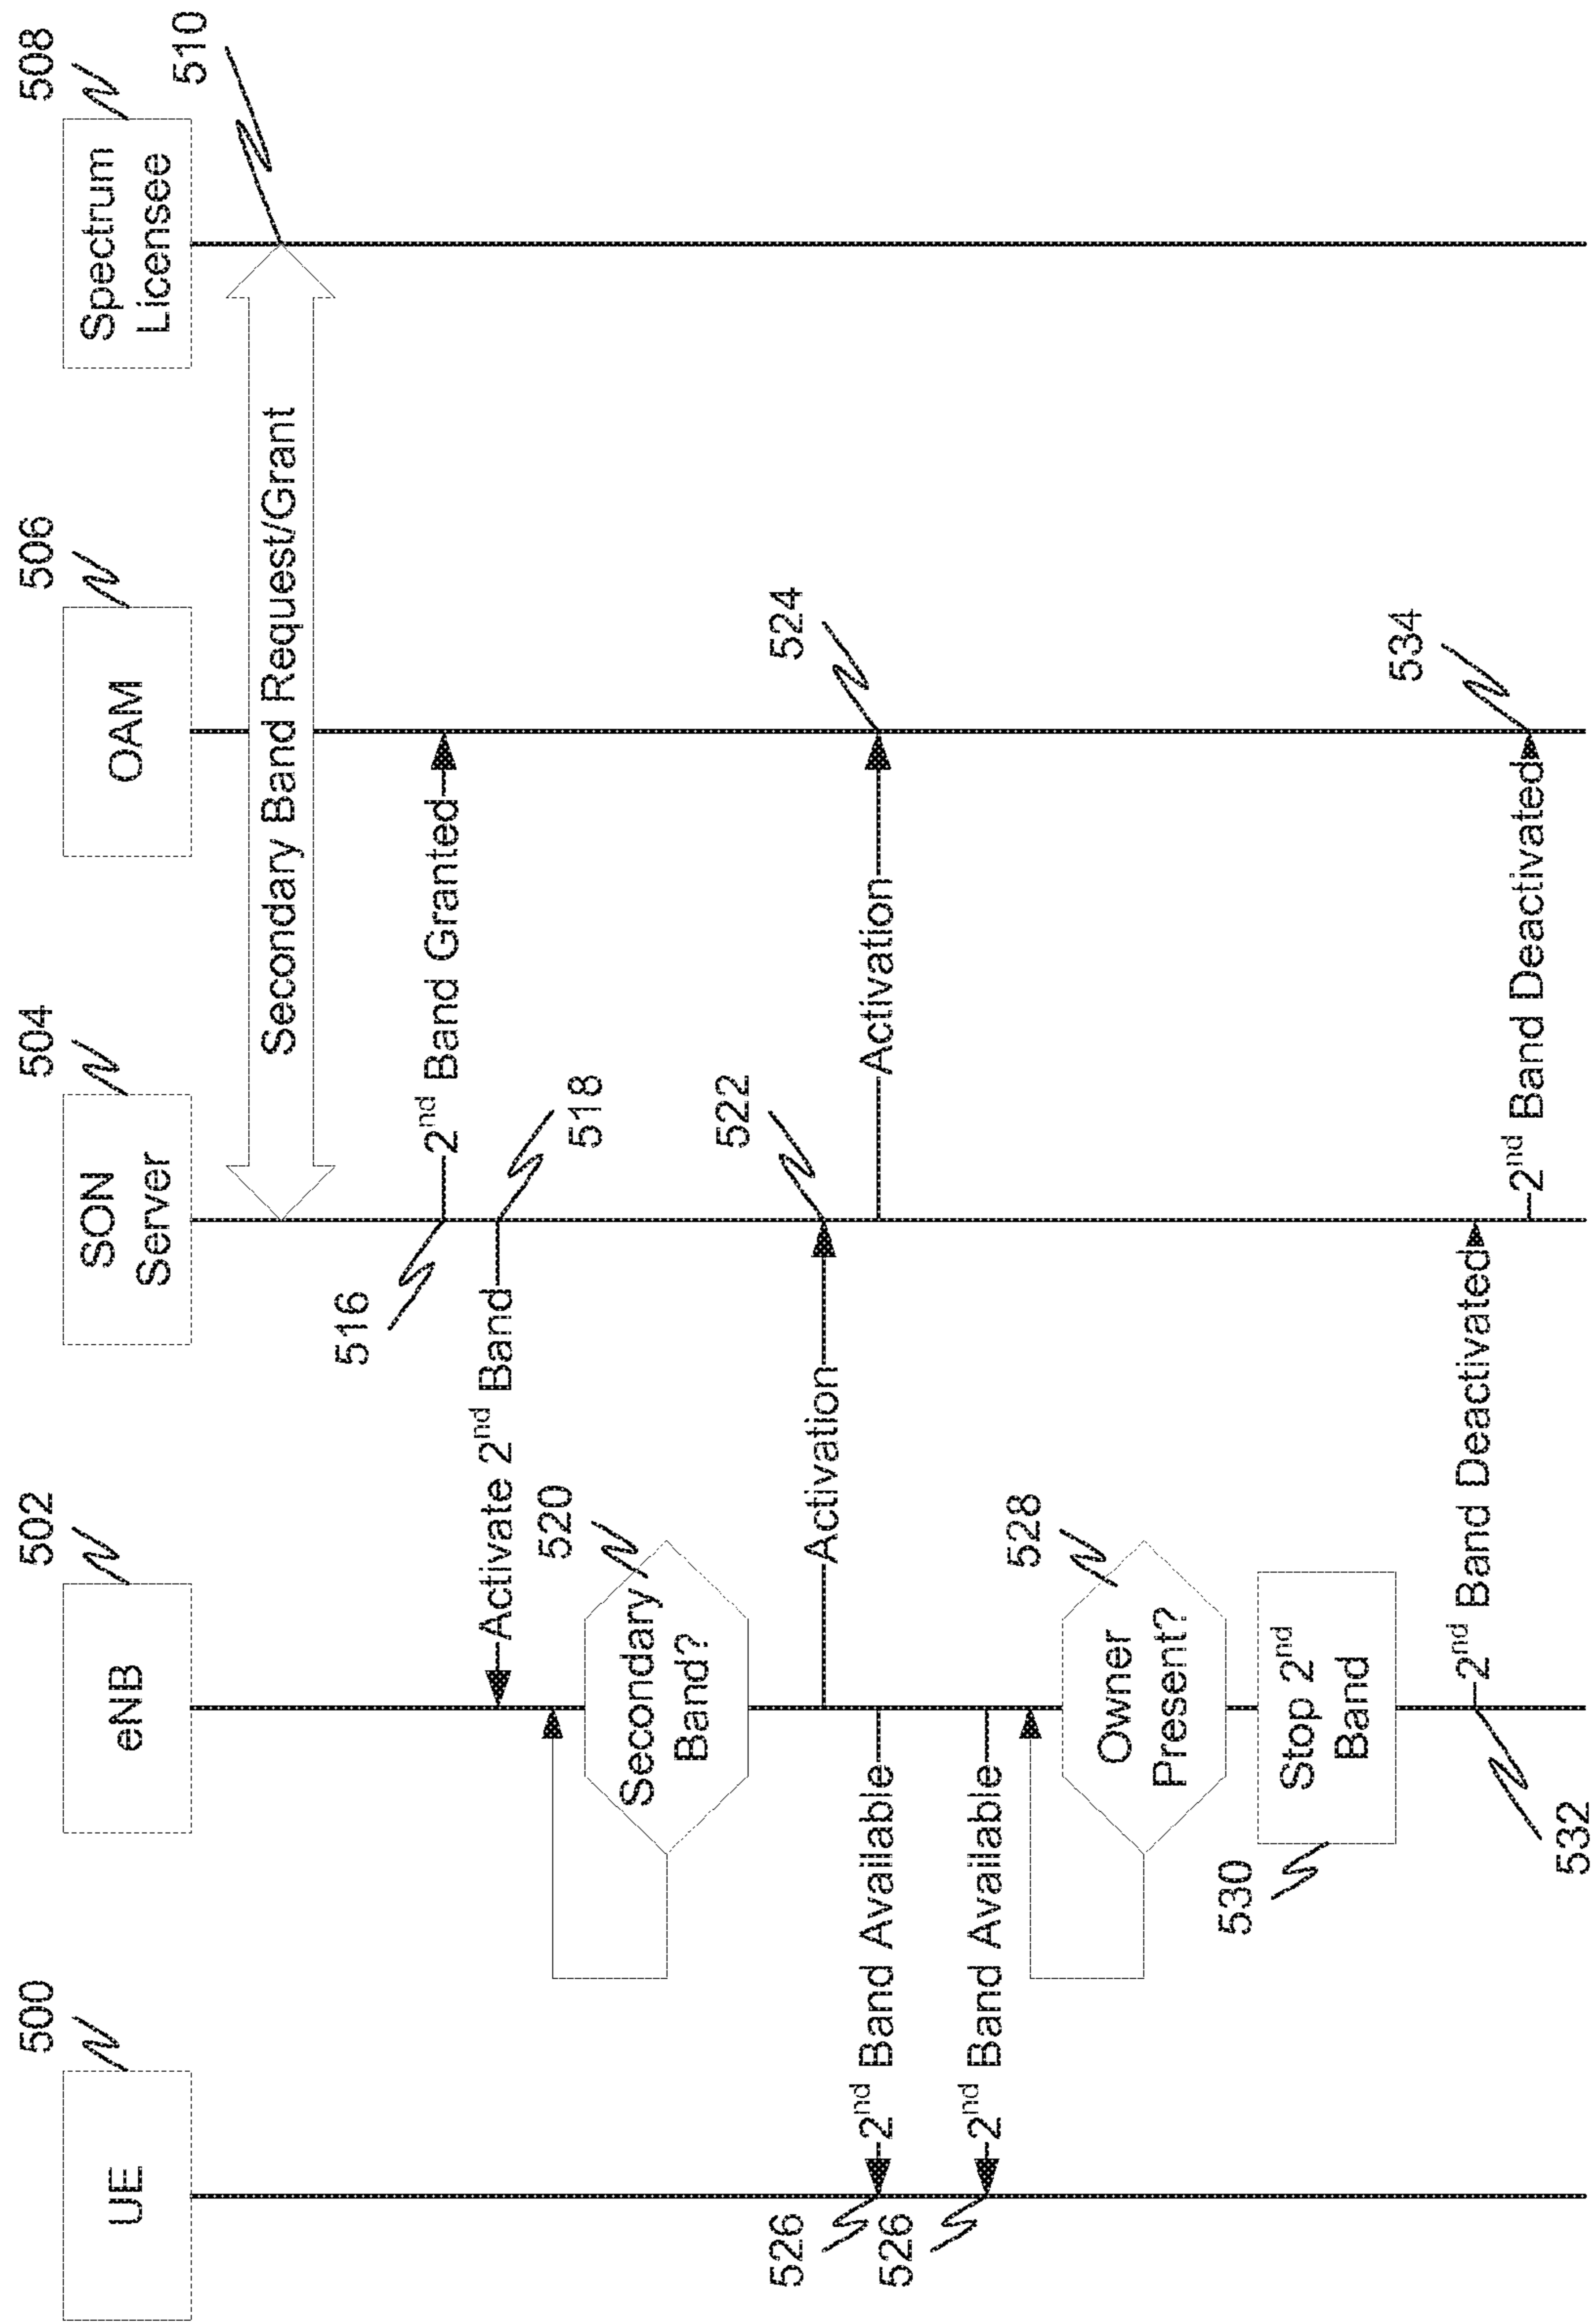 500
502
504
506
508
UE
eNB
SON
Server
OAM
Spectrum
Licensee
510
Secondary Band Request/Grant
516
2nd Band Granted
Activate 2nd Band
518
520
Secondary
Band?
522
Activation
524
Activation
526
2nd Band Available
526
2nd Band Available
528
Owner
Present?
530
Stop 2nd
Band
532
2nd Band Deactivated
534
2nd Band Deactivated